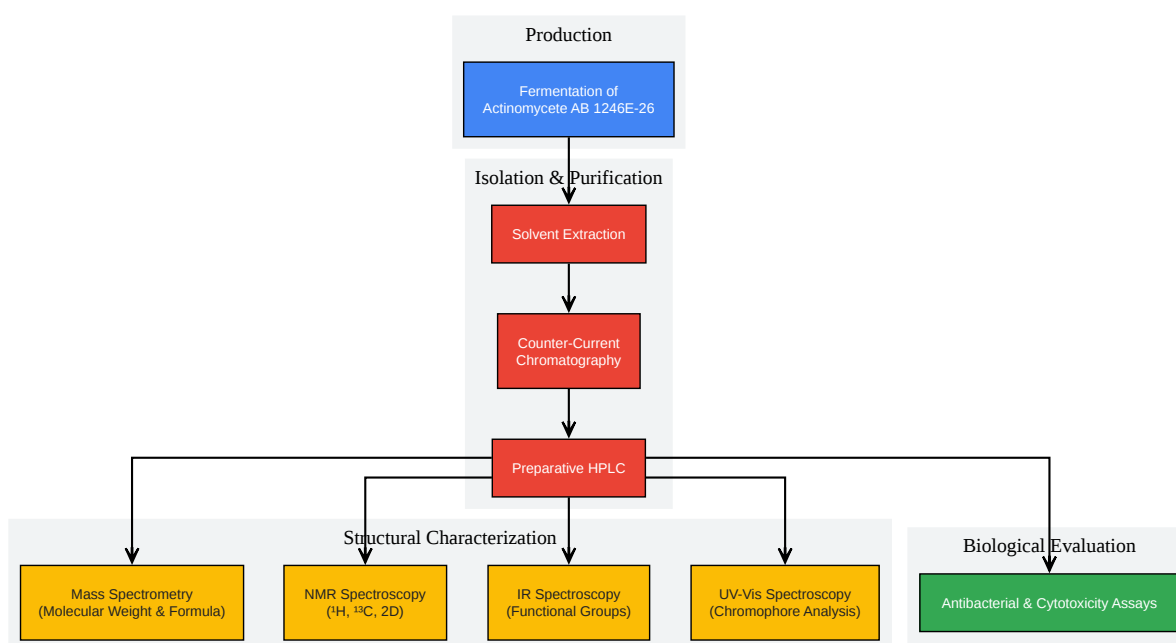 Production
Fermentation of
Actinomycete AB 1246E-26
Isolation & Purification
Solvent Extraction
Counter-Current
Chromatography
Preparative HPLC
Structural Characterization
Mass Spectrometry
(Molecular Weight & Formula)
NMR Spectroscopy
(¹H, ¹³C, 2D)
IR Spectroscopy
(Functional Groups)
UV-Vis Spectroscopy
(Chromophore Analysis)
Biological Evaluation
Antibacterial & Cytotoxicity Assays